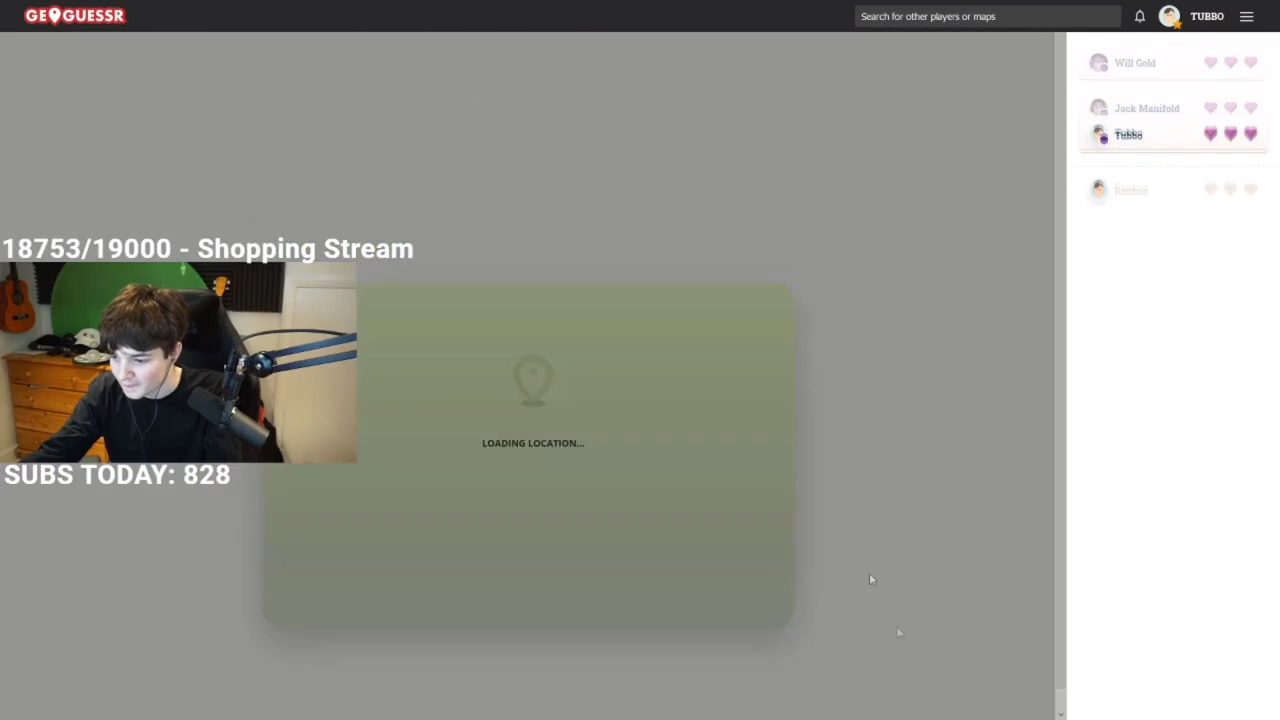 GEOGUESSR
Search for other players or maps
TUBBO
Will Gold
Jack Manifold
Tubbo
18753/19000 - Shopping Stream
LOADING LOCATION...
SUBS TODAY: 828